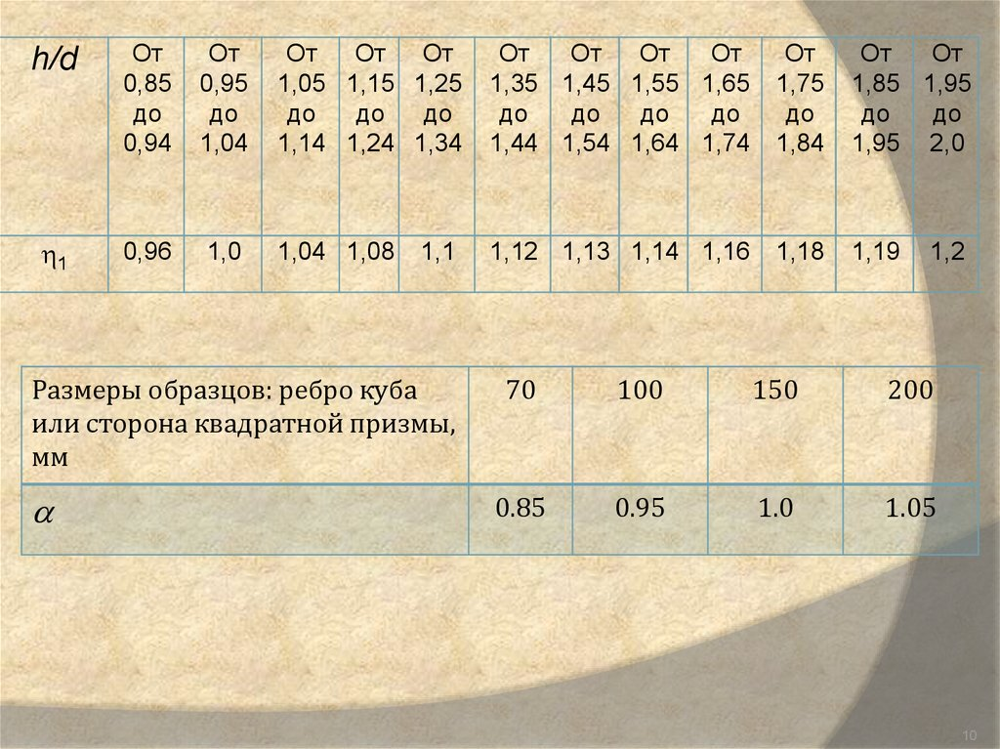 h/d От От От От От От От От От От От От
0,85 0,95 1,05 1,15 1,25 1,35 1,45 1,55 1,65 1,75 1,85 1,95
до до до до до до до до до до до до
0,94 1,04 1,14 1,24 1,34 1,44 1,54 1,64 1,74 1,84 1,95 2,0
η1 0,96 1,0 1,04 1,08 1,1 1,12 1,13 1,14 1,16 1,18 1,19 1,2
Размеры образцов: ребро куба 70 100 150 200
или сторона квадратной призмы,
мм
α 0.85 0.95 1.0 1.05
10